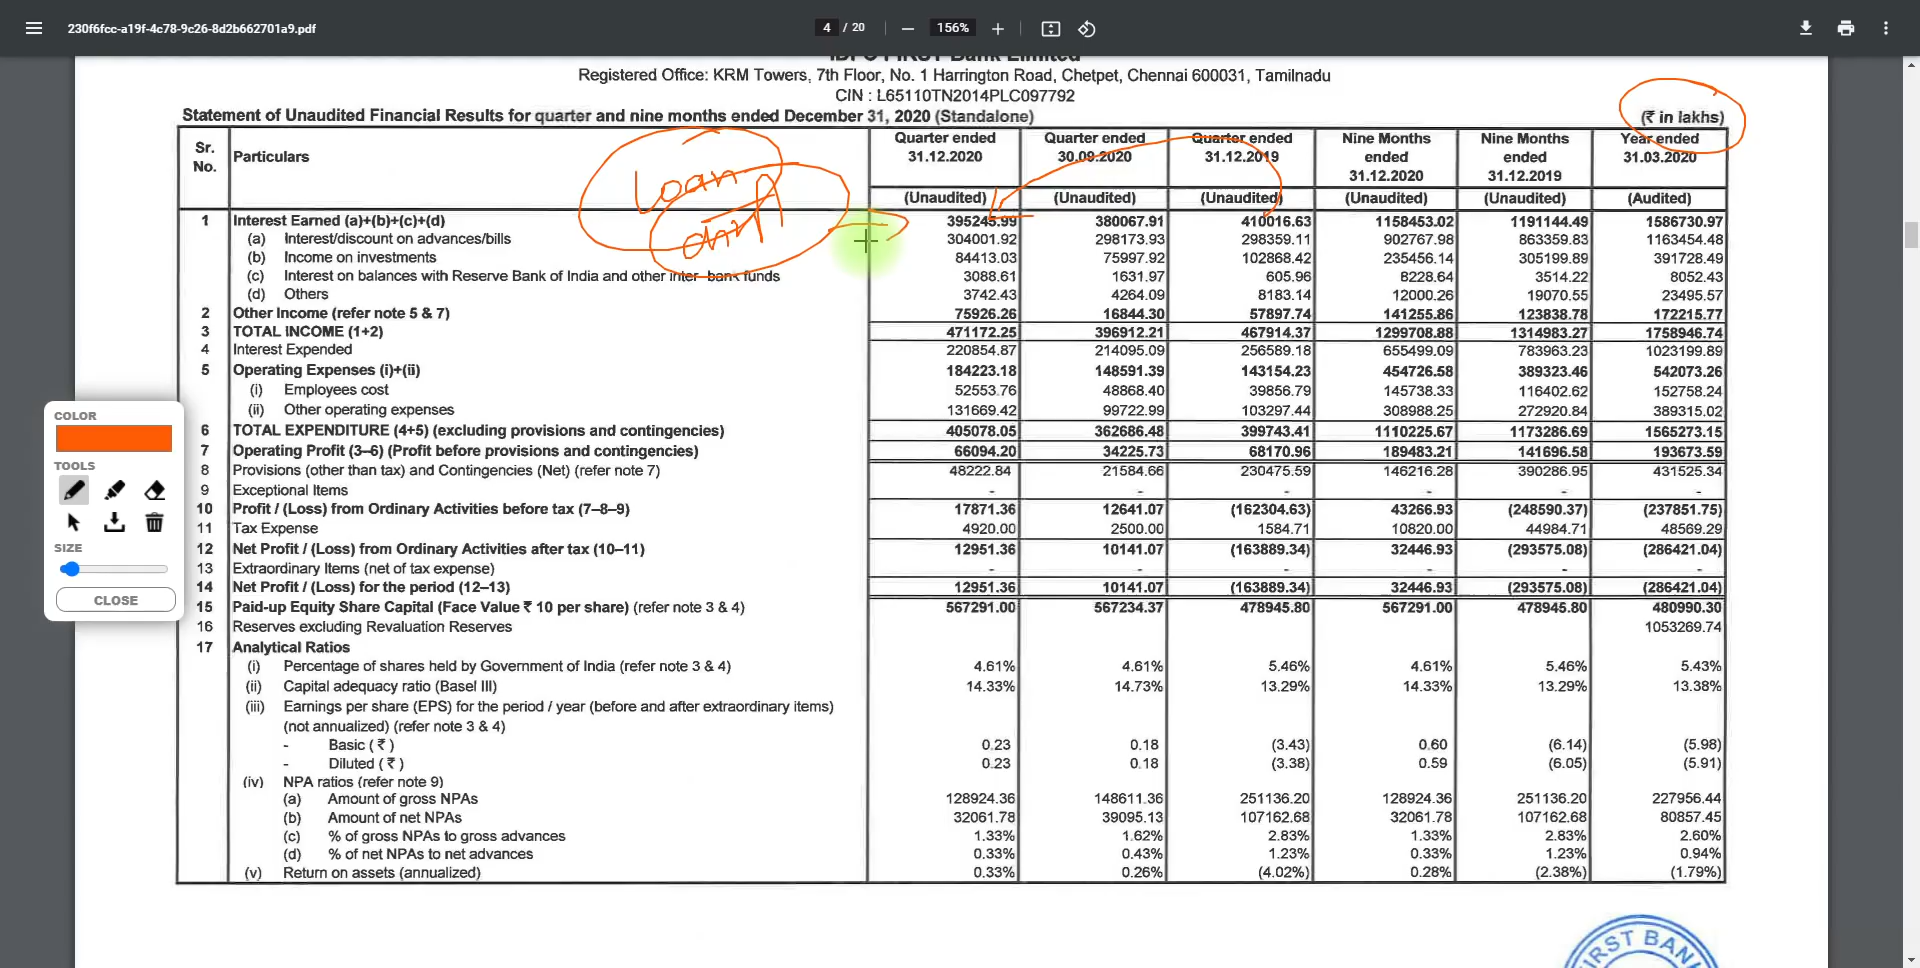 230f6fcc-a19f-4c78-9c26-8d2b662701a9.pdf 4 / 20 156%
IDFC FIRST Bank Limited
Registered Office: KRM Towers, 7th Floor, No. 1 Harrington Road, Chetpet, Chennai 600031, Tamilnadu
CIN : L65110TN2014PLC097792
Statement of Unaudited Financial Results for quarter and nine months ended December 31, 2020 (Standalone) (₹ in lakhs)
Sr. No. Particulars Quarter ended 31.12.2020 Quarter ended 30.09.2020 Quarter ended 31.12.2019 Nine Months ended 31.12.2020 Nine Months ended 31.12.2019 Year ended 31.03.2020
(Unaudited) (Unaudited) (Unaudited) (Unaudited) (Unaudited) (Audited)
Loan
1 Interest Earned (a)+(b)+(c)+(d) 395245.99 380067.91 410016.63 1158453.02 1191144.49 1586730.97
(a) Interest/discount on advances/bills 304001.92 298173.93 298359.11 902767.98 863359.83 1163454.48
(b) Income on investments 84413.03 75997.92 102868.42 235456.14 305199.89 391728.49
(c) Interest on balances with Reserve Bank of India and other inter- bank funds 3088.61 1631.97 605.96 8228.64 3514.22 8052.43
(d) Others 3742.43 4264.09 8183.14 12000.26 19070.55 23495.57
2 Other Income (refer note 5 & 7) 75926.26 16844.30 57897.74 141255.86 123838.78 172215.77
3 TOTAL INCOME (1+2) 471172.25 396912.21 467914.37 1299708.88 1314983.27 1758946.74
4 Interest Expended 220854.87 214095.09 256589.18 655499.09 783963.23 1023199.89
5 Operating Expenses (i)+(ii) 184223.18 148591.39 143154.23 454726.58 389323.46 542073.26
(i) Employees cost 52553.76 48868.40 39856.79 145738.33 116402.62 152758.24
(ii) Other operating expenses 131669.42 99722.99 103297.44 308988.25 272920.84 389315.02
6 TOTAL EXPENDITURE (4+5) (excluding provisions and contingencies) 405078.05 362686.48 399743.41 1110225.67 1173286.69 1565273.15
7 Operating Profit (3–6) (Profit before provisions and contingencies) 66094.20 34225.73 68170.96 189483.21 141696.58 193673.59
8 Provisions (other than tax) and Contingencies (Net) (refer note 7) 48222.84 21584.66 230475.59 146216.28 390286.95 431525.34
9 Exceptional Items - - - - - -
10 Profit / (Loss) from Ordinary Activities before tax (7–8–9) 17871.36 12641.07 (162304.63) 43266.93 (248590.37) (237851.75)
11 Tax Expense 4920.00 2500.00 1584.71 10820.00 44984.71 48569.29
12 Net Profit / (Loss) from Ordinary Activities after tax (10–11) 12951.36 10141.07 (163889.34) 32446.93 (293575.08) (286421.04)
13 Extraordinary Items (net of tax expense) - - - - - -
14 Net Profit / (Loss) for the period (12–13) 12951.36 10141.07 (163889.34) 32446.93 (293575.08) (286421.04)
15 Paid-up Equity Share Capital (Face Value ₹ 10 per share) (refer note 3 & 4) 567291.00 567234.37 478945.80 567291.00 478945.80 480990.30
16 Reserves excluding Revaluation Reserves 1053269.74
17 Analytical Ratios
(i) Percentage of shares held by Government of India (refer note 3 & 4) 4.61% 4.61% 5.46% 4.61% 5.46% 5.43%
(ii) Capital adequacy ratio (Basel III) 14.33% 14.73% 13.29% 14.33% 13.29% 13.38%
(iii) Earnings per share (EPS) for the period / year (before and after extraordinary items)
(not annualized) (refer note 3 & 4)
- Basic ( ₹ ) 0.23 0.18 (3.43) 0.60 (6.14) (5.98)
- Diluted ( ₹ ) 0.23 0.18 (3.38) 0.59 (6.05) (5.91)
(iv) NPA ratios (refer note 9)
(a) Amount of gross NPAs 128924.36 148611.36 251136.20 128924.36 251136.20 227956.44
(b) Amount of net NPAs 32061.78 39095.13 107162.68 32061.78 107162.68 80857.45
(c) % of gross NPAs to gross advances 1.33% 1.62% 2.83% 1.33% 2.83% 2.60%
(d) % of net NPAs to net advances 0.33% 0.43% 1.23% 0.33% 1.23% 0.94%
(v) Return on assets (annualized) 0.33% 0.26% (4.02%) 0.28% (2.38%) (1.79%)
COLOR
TOOLS
SIZE
CLOSE
FIRST BAN